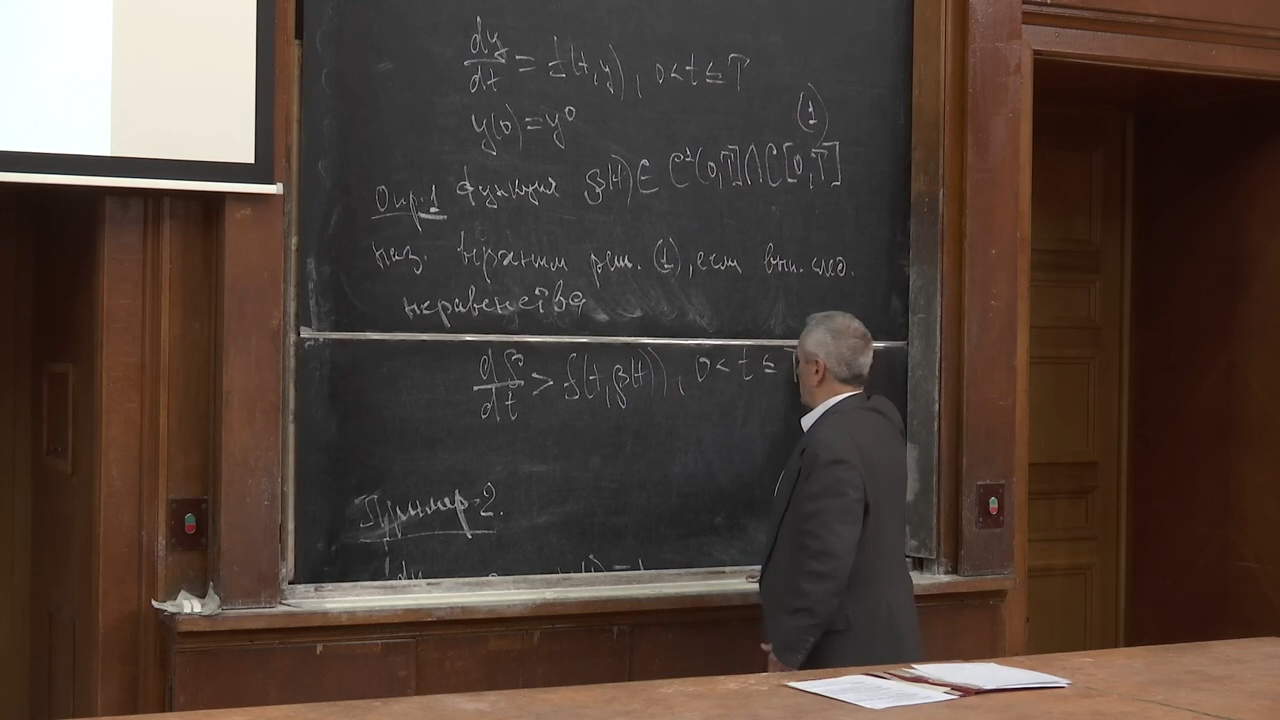 dy/dt = f(t,y), 0<t≤T
y(0)=y⁰
(1)
Опр.1 Функция β(t)∈ C¹(0,T]∩C[0,T]
наз. верхним реш. (1), если вып. след.
неравенства
dβ/dt > f(t,β(t)), 0<t≤T
Пример 2.
dy